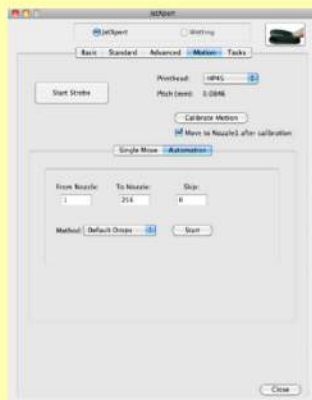 JetXpert
JetXpert Wetting
Basic Standard Advanced Motion Tasks
Start Strobe
Printhead: HP45
Pitch (mm): 0.0846
Calibrate Motion
Move to Nozzle1 after calibration
Single Move Automation
From Nozzle: To Nozzle: Skip:
1 256 0
Method: Default Drops Start
Close